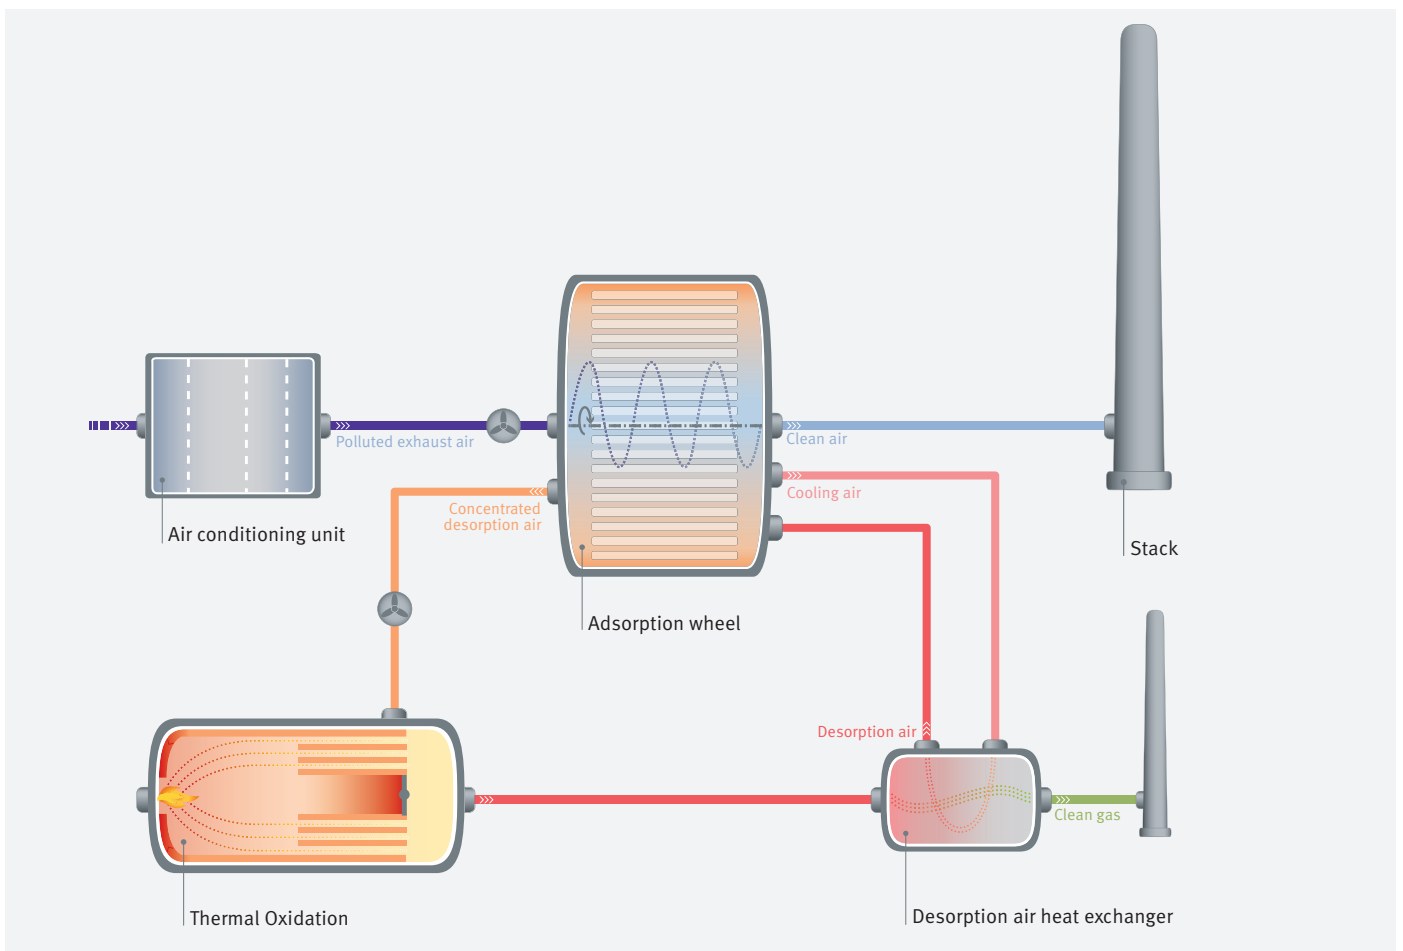 Polluted exhaust air
Clean air
Cooling air
Concentrated
desorption air
Air conditioning unit
Stack
Adsorption wheel
Desorption air
Clean gas
Thermal Oxidation
Desorption air heat exchanger